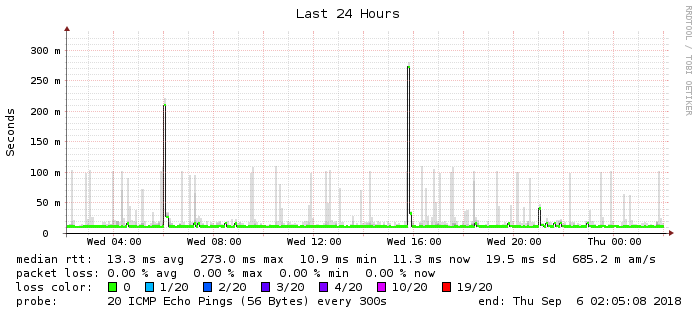 Last 24 Hours
RRDTOOL / TOBI OETIKER
Seconds
300 m
250 m
200 m
150 m
100 m
50 m
0
Wed 04:00 Wed 08:00 Wed 12:00 Wed 16:00 Wed 20:00 Thu 00:00
median rtt: 13.3 ms avg 273.0 ms max 10.9 ms min 11.3 ms now 19.5 ms sd 685.2 m am/s
packet loss: 0.00 % avg 0.00 % max 0.00 % min 0.00 % now
loss color: 0 1/20 2/20 3/20 4/20 10/20 19/20
probe: 20 ICMP Echo Pings (56 Bytes) every 300s end: Thu Sep 6 02:05:08 2018